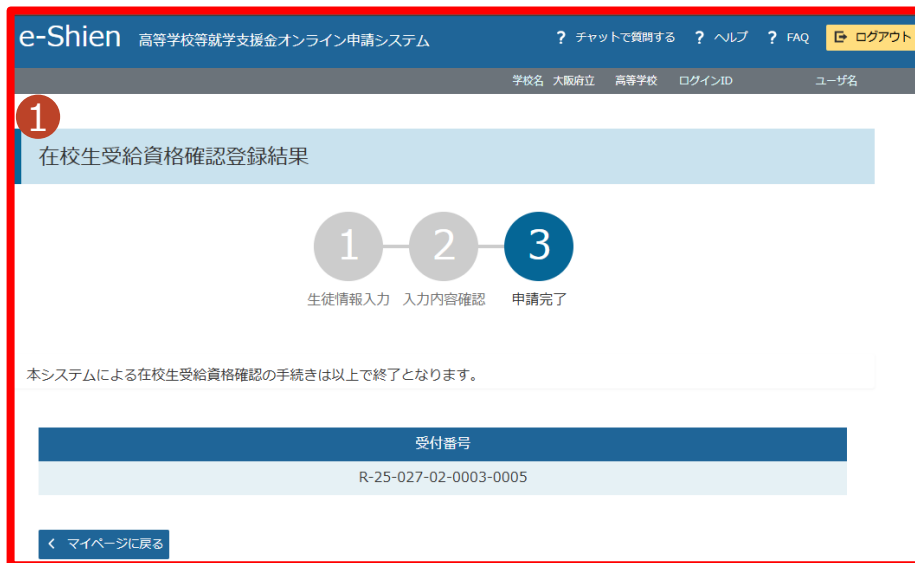 e-Shien 高等学校等就学支援金オンライン申請システム ? チャットで質問する ? ヘルプ ? FAQ ログアウト
学校名 大阪府立 高等学校 ログインID ユーザ名
1
在校生受給資格確認登録結果
1 2 3
生徒情報入力 入力内容確認 申請完了
本システムによる在校生受給資格確認の手続きは以上で終了となります。
受付番号
R-25-027-02-0003-0005
マイページに戻る